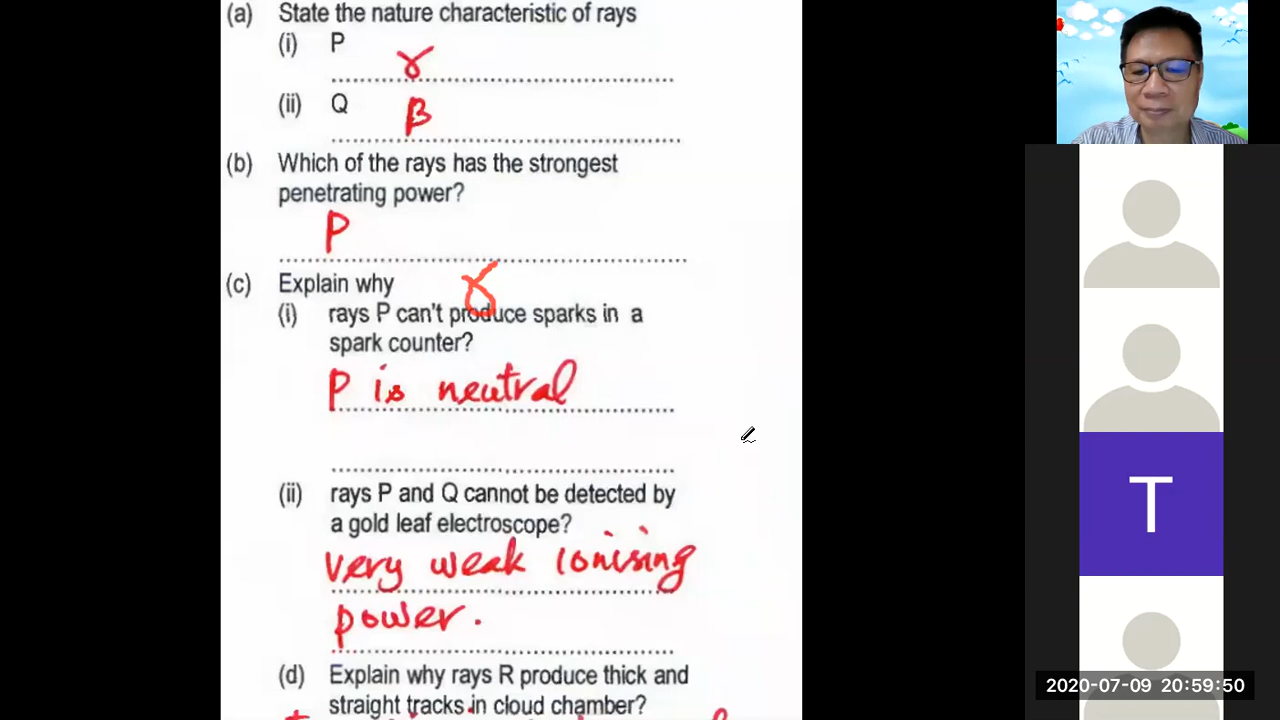 (a) State the nature characteristic of rays
(i) P
γ
(ii) Q
β
(b) Which of the rays has the strongest
penetrating power?
P
(c) Explain why
γ
(i) rays P can't produce sparks in a
spark counter?
P is neutral
(ii) rays P and Q cannot be detected by
a gold leaf electroscope?
very weak ionising
power.
(d) Explain why rays R produce thick and
straight tracks in cloud chamber?
T
2020-07-09 20:59:50